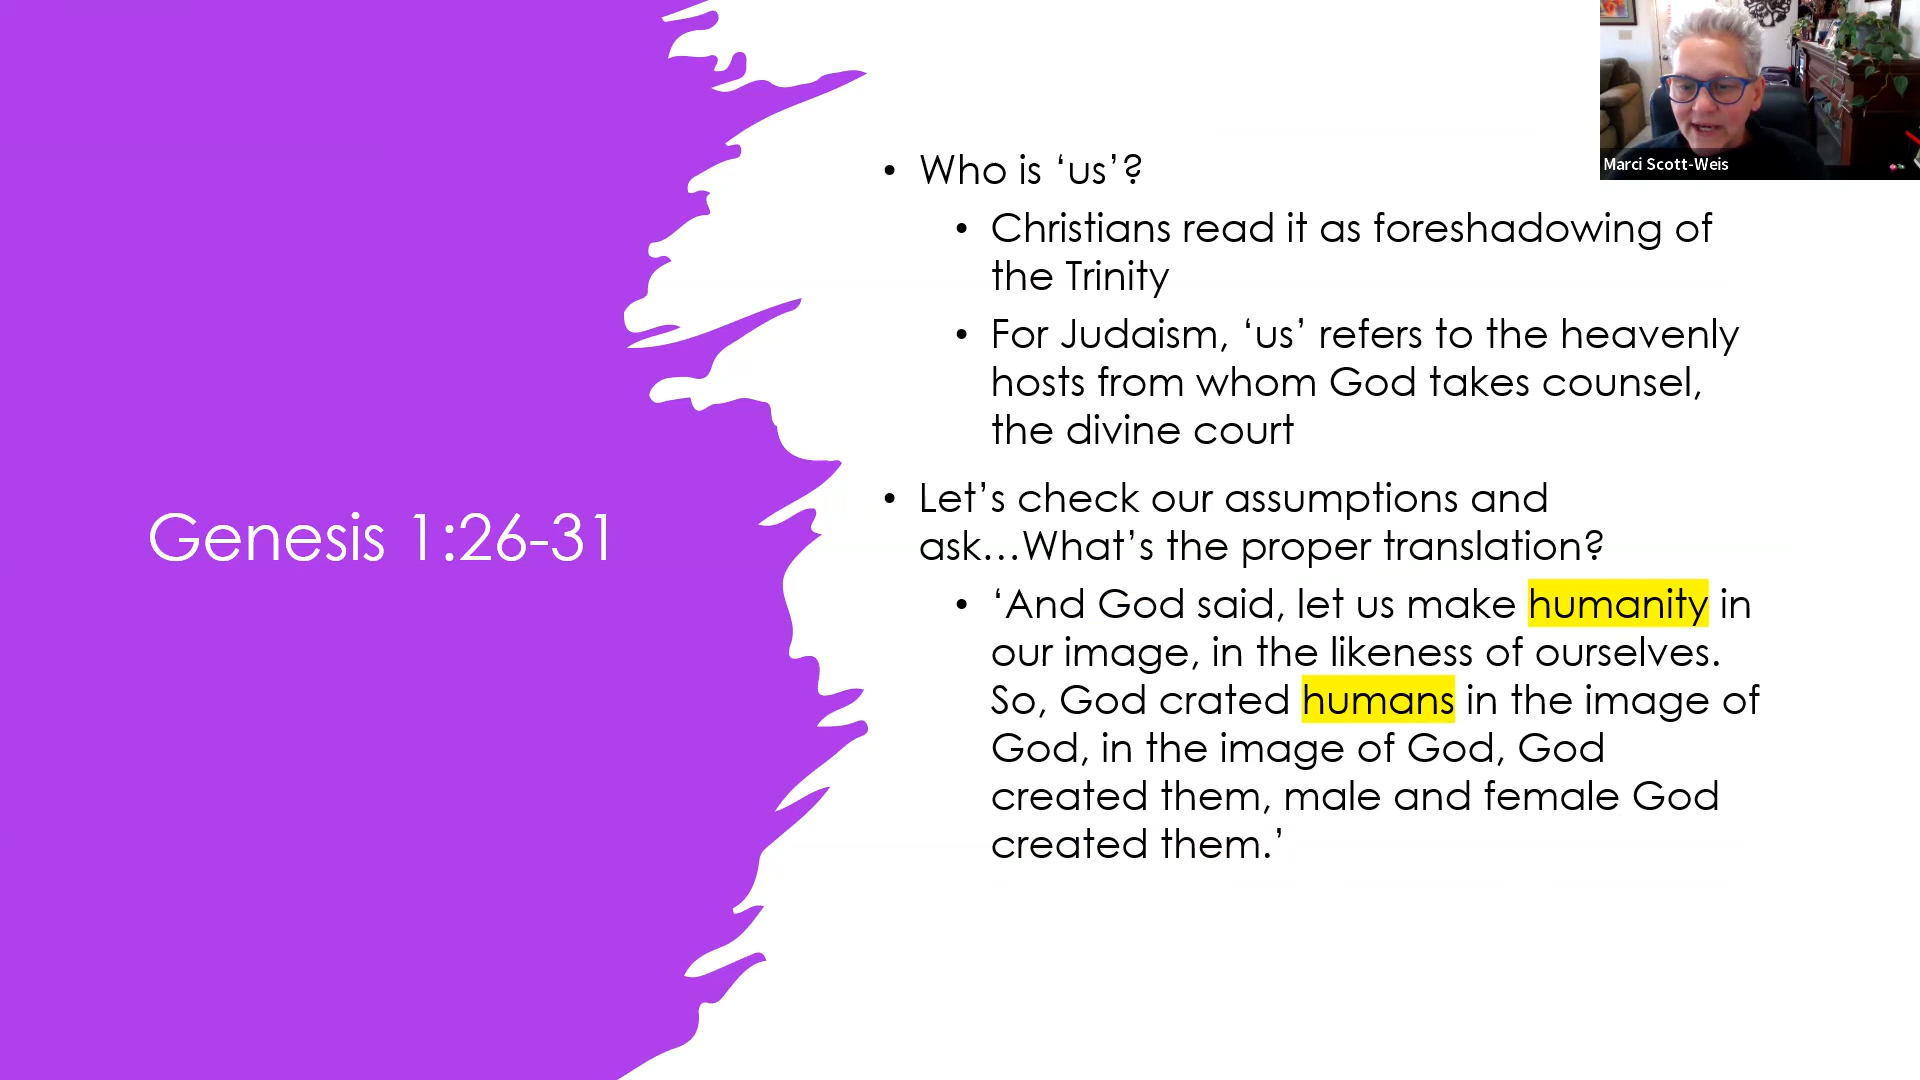 Genesis 1:26-31
• Who is ‘us’?
• Christians read it as foreshadowing of
the Trinity
• For Judaism, ‘us’ refers to the heavenly
hosts from whom God takes counsel,
the divine court
• Let’s check our assumptions and
ask…What’s the proper translation?
• ‘And God said, let us make humanity in
our image, in the likeness of ourselves.
So, God crated humans in the image of
God, in the image of God, God
created them, male and female God
created them.’
Marci Scott-Weis